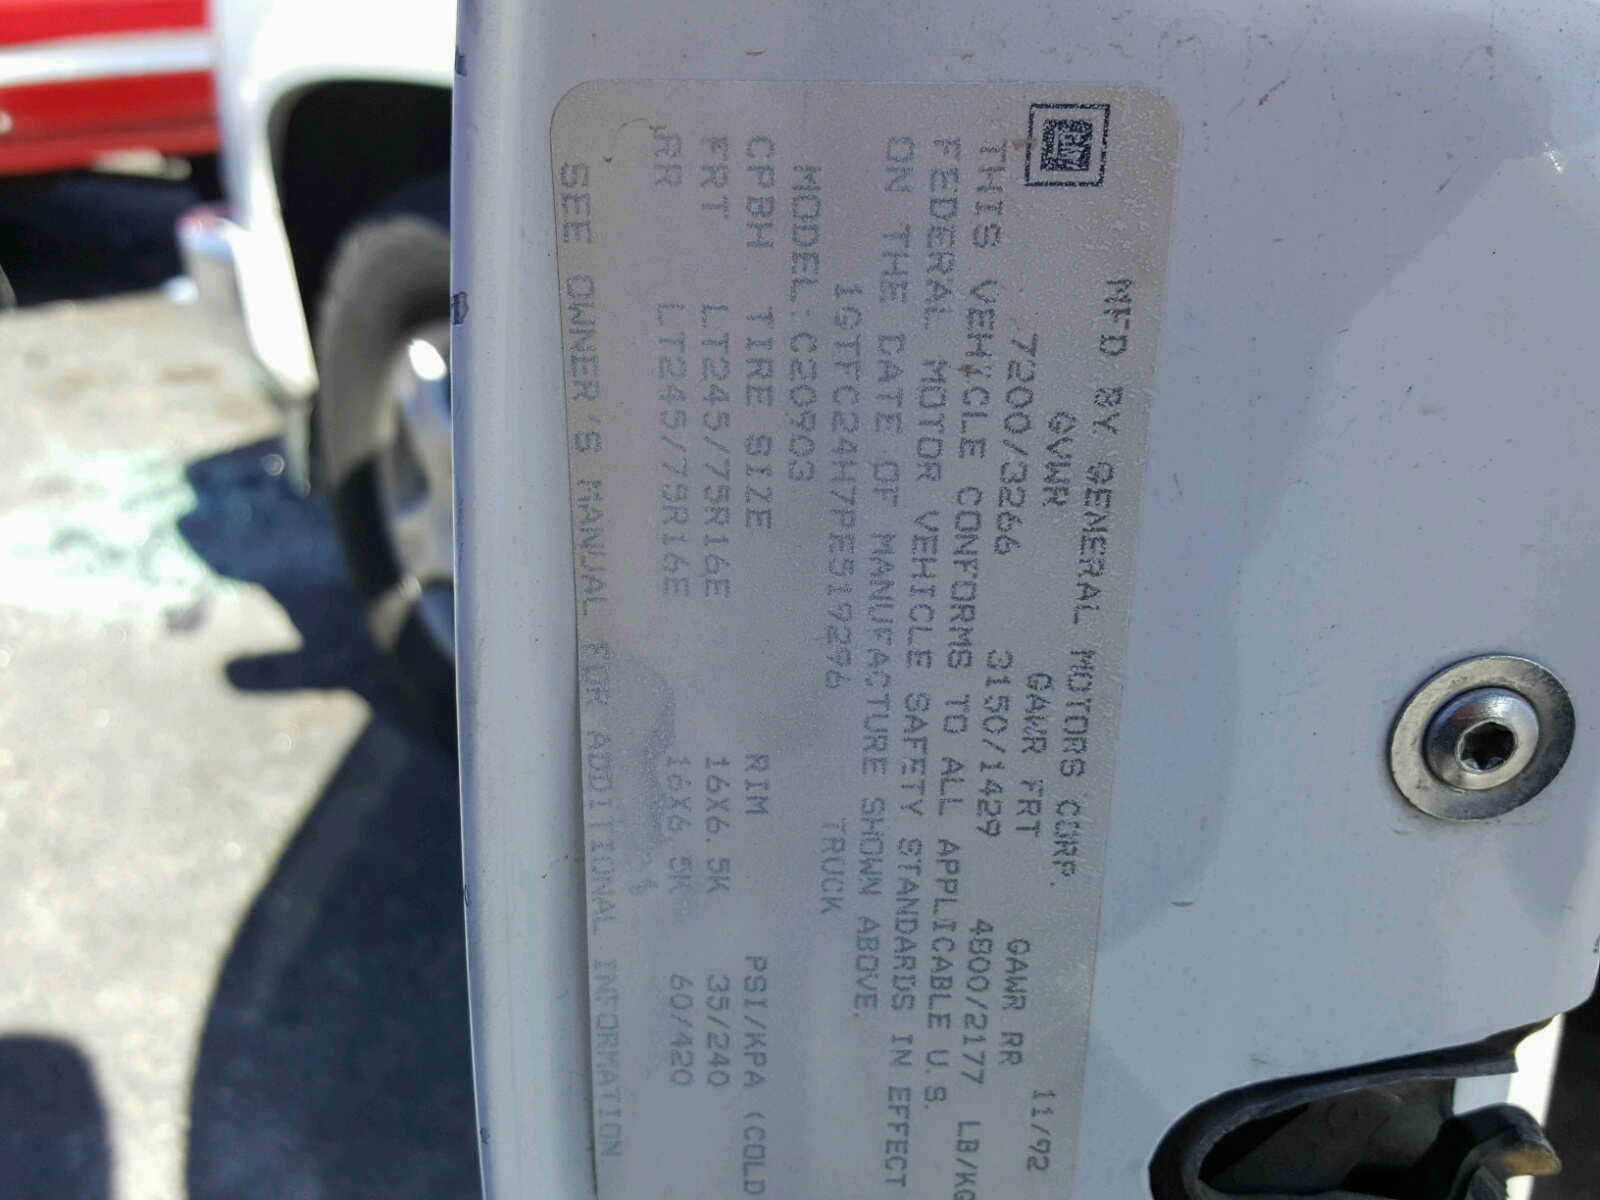 GM
MFD BY GENERAL MOTORS CORP. 11/92
GVWR GAWR FRT GAWR RR
7200/3266 3150/1429 4800/2177 LB/KG
THIS VEHICLE CONFORMS TO ALL APPLICABLE U.S.
FEDERAL MOTOR VEHICLE SAFETY STANDARDS IN EFFECT
ON THE DATE OF MANUFACTURE SHOWN ABOVE.
1GTFC24H7PE519296 TRUCK
MODEL:C20903
CPBH TIRE SIZE RIM PSI/KPA (COLD
FRT LT245/75R16E 16X6.5K 35/240
RR LT245/75R16E 16X6.5K 60/420
SEE OWNER'S MANUAL FOR ADDITIONAL INFORMATION.